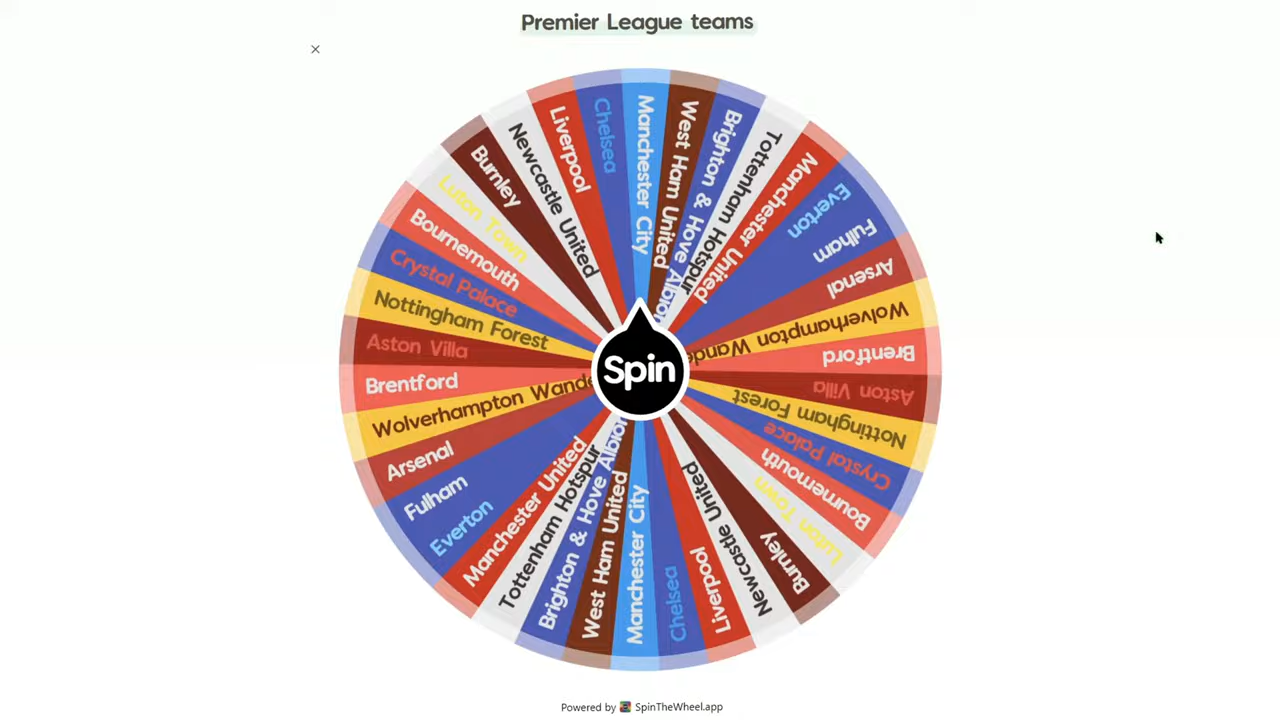 Premier League teams
Manchester City
West Ham United
Brighton & Hove Albion
Tottenham Hotspur
Manchester United
Everton
Fulham
Arsenal
Wolverhampton Wande
Brentford
Aston Villa
Nottingham Forest
Crystal Palace
Bournemouth
Luton Town
Burnley
Newcastle United
Liverpool
Chelsea
Manchester City
West Ham United
Brighton & Hove Albion
Tottenham Hotspur
Manchester United
Everton
Fulham
Arsenal
Wolverhampton Wande
Brentford
Aston Villa
Nottingham Forest
Crystal Palace
Bournemouth
Luton Town
Burnley
Newcastle United
Liverpool
Chelsea
Spin
Powered by SpinTheWheel.app